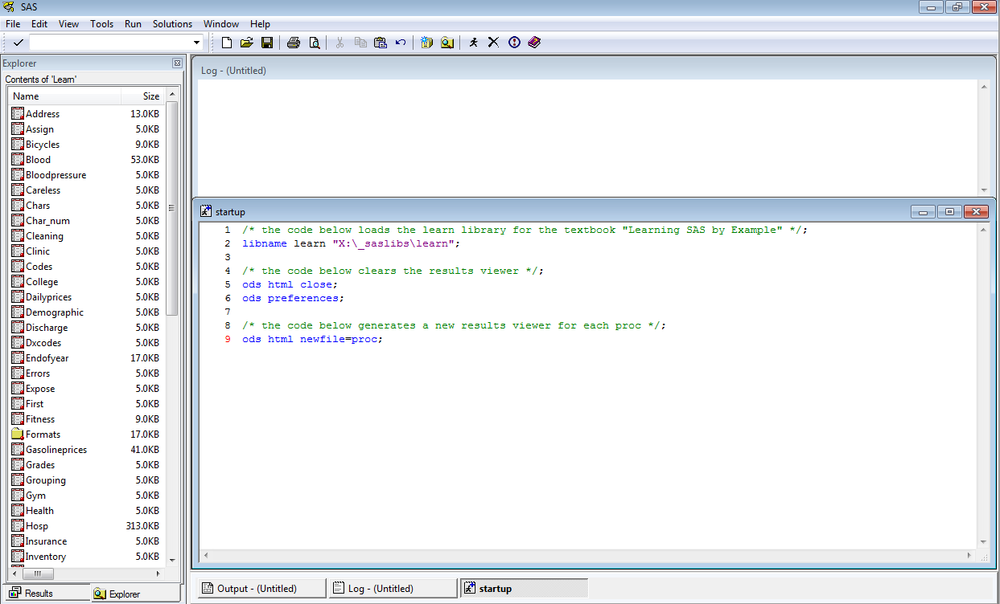 SAS
File Edit View Tools Run Solutions Window Help
Explorer
Contents of 'Learn'
Name Size
Address 13.0KB
Assign 5.0KB
Bicycles 9.0KB
Blood 53.0KB
Bloodpressure 5.0KB
Careless 5.0KB
Chars 5.0KB
Char_num 5.0KB
Cleaning 5.0KB
Clinic 5.0KB
Codes 5.0KB
College 5.0KB
Dailyprices 5.0KB
Demographic 5.0KB
Discharge 5.0KB
Dxcodes 5.0KB
Endofyear 17.0KB
Errors 5.0KB
Expose 5.0KB
First 5.0KB
Fitness 9.0KB
Formats 17.0KB
Gasolineprices 41.0KB
Grades 5.0KB
Grouping 5.0KB
Gym 5.0KB
Health 5.0KB
Hosp 313.0KB
Insurance 5.0KB
Inventory 5.0KB
Results Explorer
Log - (Untitled)
startup
1 /* the code below loads the learn library for the textbook "Learning SAS by Example" */;
2 libname learn "X:\_saslibs\learn";
3
4 /* the code below clears the results viewer */;
5 ods html close;
6 ods preferences;
7
8 /* the code below generates a new results viewer for each proc */;
9 ods html newfile=proc;
Output - (Untitled) Log - (Untitled) startup